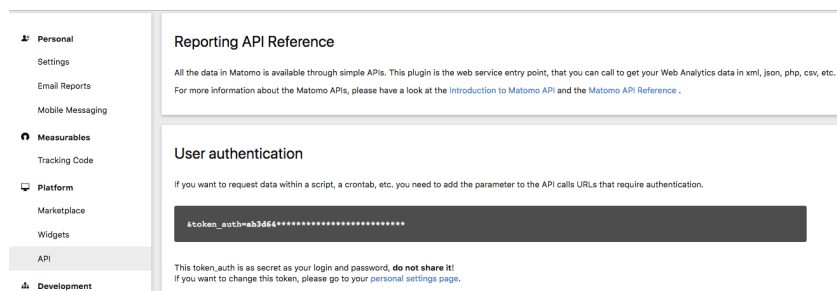 Personal
Settings
Email Reports
Mobile Messaging
Measurables
Tracking Code
Platform
Marketplace
Widgets
API
Development
Reporting API Reference
All the data in Matomo is available through simple APIs. This plugin is the web service entry point, that you can call to get your Web Analytics data in xml, json, php, csv, etc.
For more information about the Matomo APIs, please have a look at the Introduction to Matomo API and the Matomo API Reference .
User authentication
If you want to request data within a script, a crontab, etc. you need to add the parameter to the API calls URLs that require authentication.
&token_auth=ab3d6&**************************
This token_auth is as secret as your login and password, do not share it!
If you want to change this token, please go to your personal settings page.